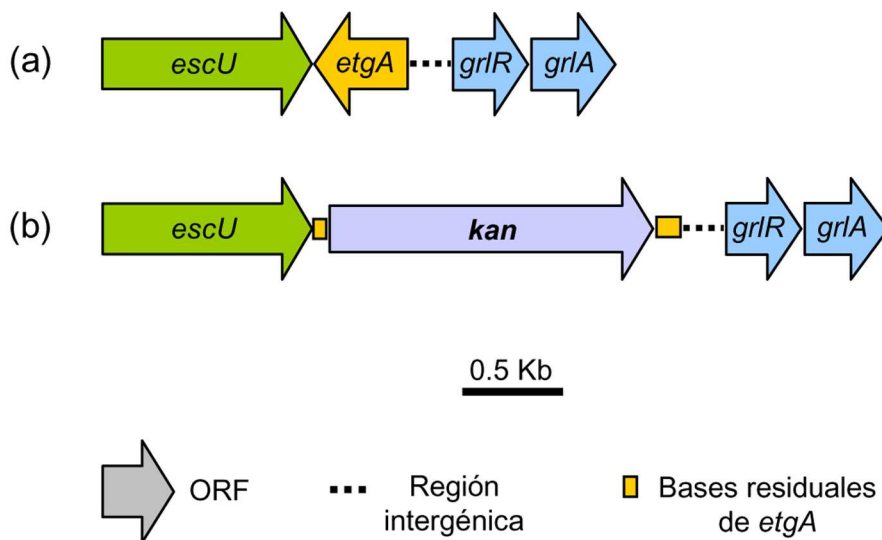 (a) escU etgA grlR grlA
(b) escU kan grlR grlA
0.5 Kb
ORF
Región
intergénica
Bases residuales
de etgA